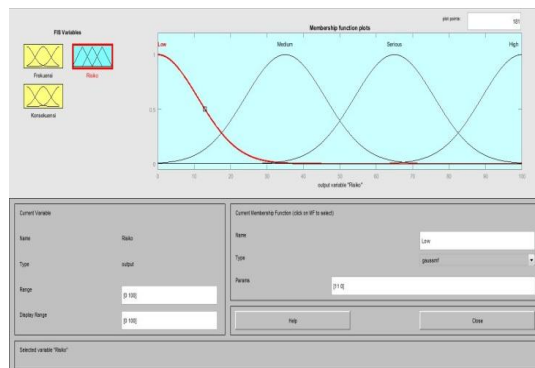 FIS Variables
Membership function plots
plot points:
181
Low
Medium
Serious
High
1
0.5
0
0
10
20
30
40
50
60
70
80
90
100
output variable "Risiko"
Frekuensi
Risiko
Konsekuensi
Current Variable
Name
Risiko
Type
output
Range
[0 100]
Display Range
[0 100]
Current Membership Function (click on MF to select)
Name
Low
Type
gaussmf
Params
[11 0]
Help
Close
Selected variable "Risiko"